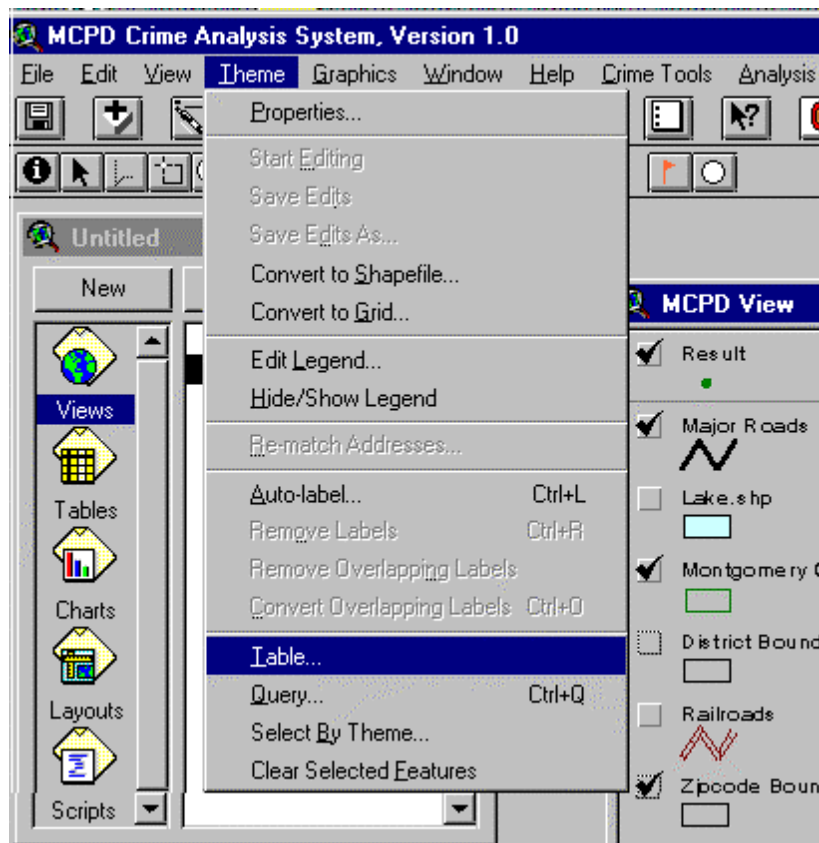 MCPD Crime Analysis System, Version 1.0
File Edit View Theme Graphics Window Help Crime Tools Analysis
Properties...
Start Editing
Save Edits
Save Edits As...
Convert to Shapefile...
Convert to Grid...
Edit Legend...
Hide/Show Legend
Re-match Addresses...
Auto-label... Ctrl+L
Remove Labels Ctrl+R
Remove Overlapping Labels
Convert Overlapping Labels Ctrl+O
Table...
Query... Ctrl+Q
Select By Theme...
Clear Selected Features
Untitled
New
Views
Tables
Charts
Layouts
Scripts
MCPD View
Result
Major Roads
Lake.shp
Montgomery
District Bound
Railroads
Zipcode Boun